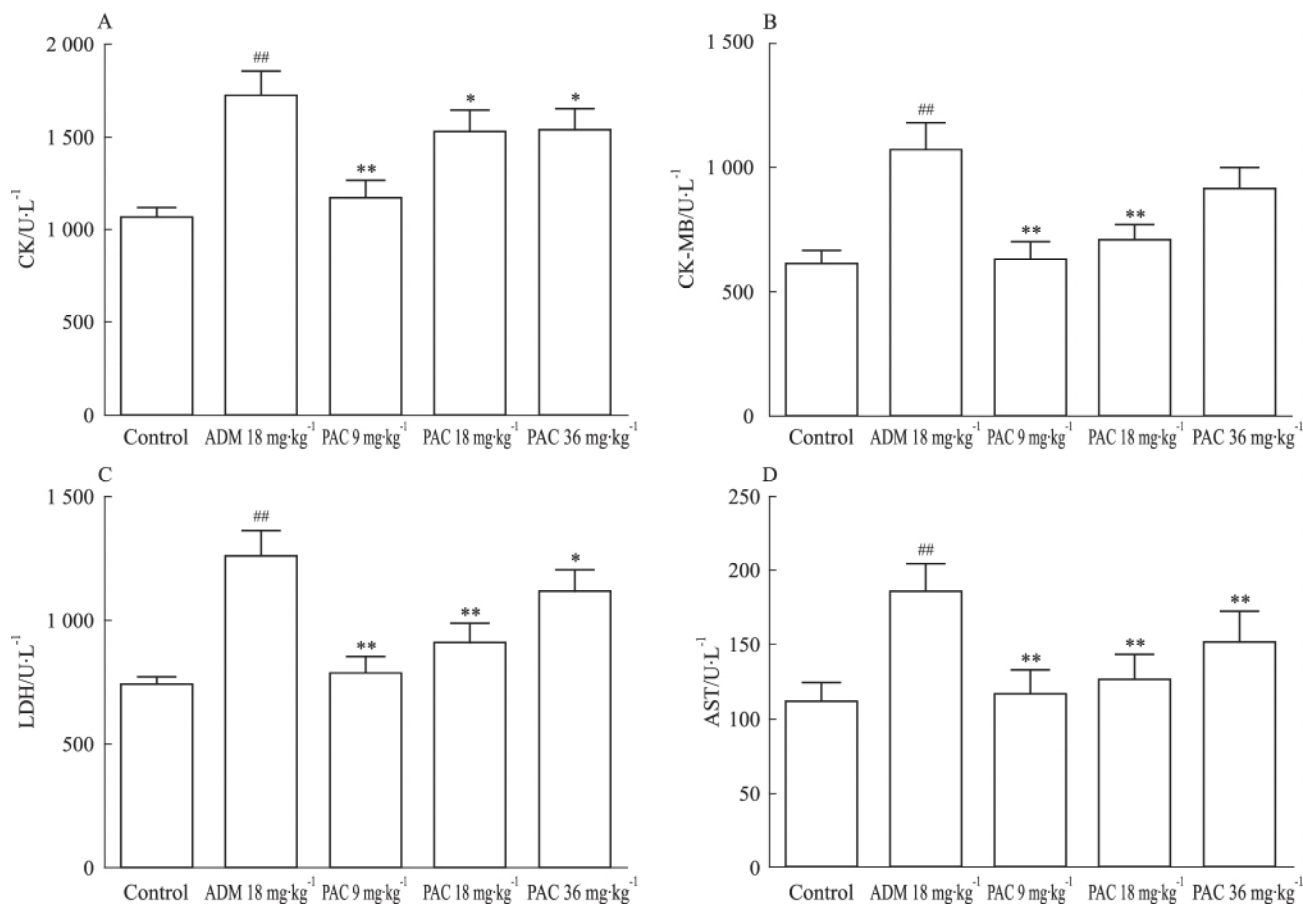 A
2 000
1 500
1 000
500
0
CK/U·L⁻¹
##
**
*
*
Control
ADM 18 mg·kg⁻¹
PAC 9 mg·kg⁻¹
PAC 18 mg·kg⁻¹
PAC 36 mg·kg⁻¹
B
1 500
1 000
500
0
CK-MB/U·L⁻¹
##
**
**
Control
ADM 18 mg·kg⁻¹
PAC 9 mg·kg⁻¹
PAC 18 mg·kg⁻¹
PAC 36 mg·kg⁻¹
C
1 500
1 000
500
0
LDH/U·L⁻¹
##
**
**
*
Control
ADM 18 mg·kg⁻¹
PAC 9 mg·kg⁻¹
PAC 18 mg·kg⁻¹
PAC 36 mg·kg⁻¹
D
250
200
150
100
50
0
AST/U·L⁻¹
##
**
**
**
Control
ADM 18 mg·kg⁻¹
PAC 9 mg·kg⁻¹
PAC 18 mg·kg⁻¹
PAC 36 mg·kg⁻¹